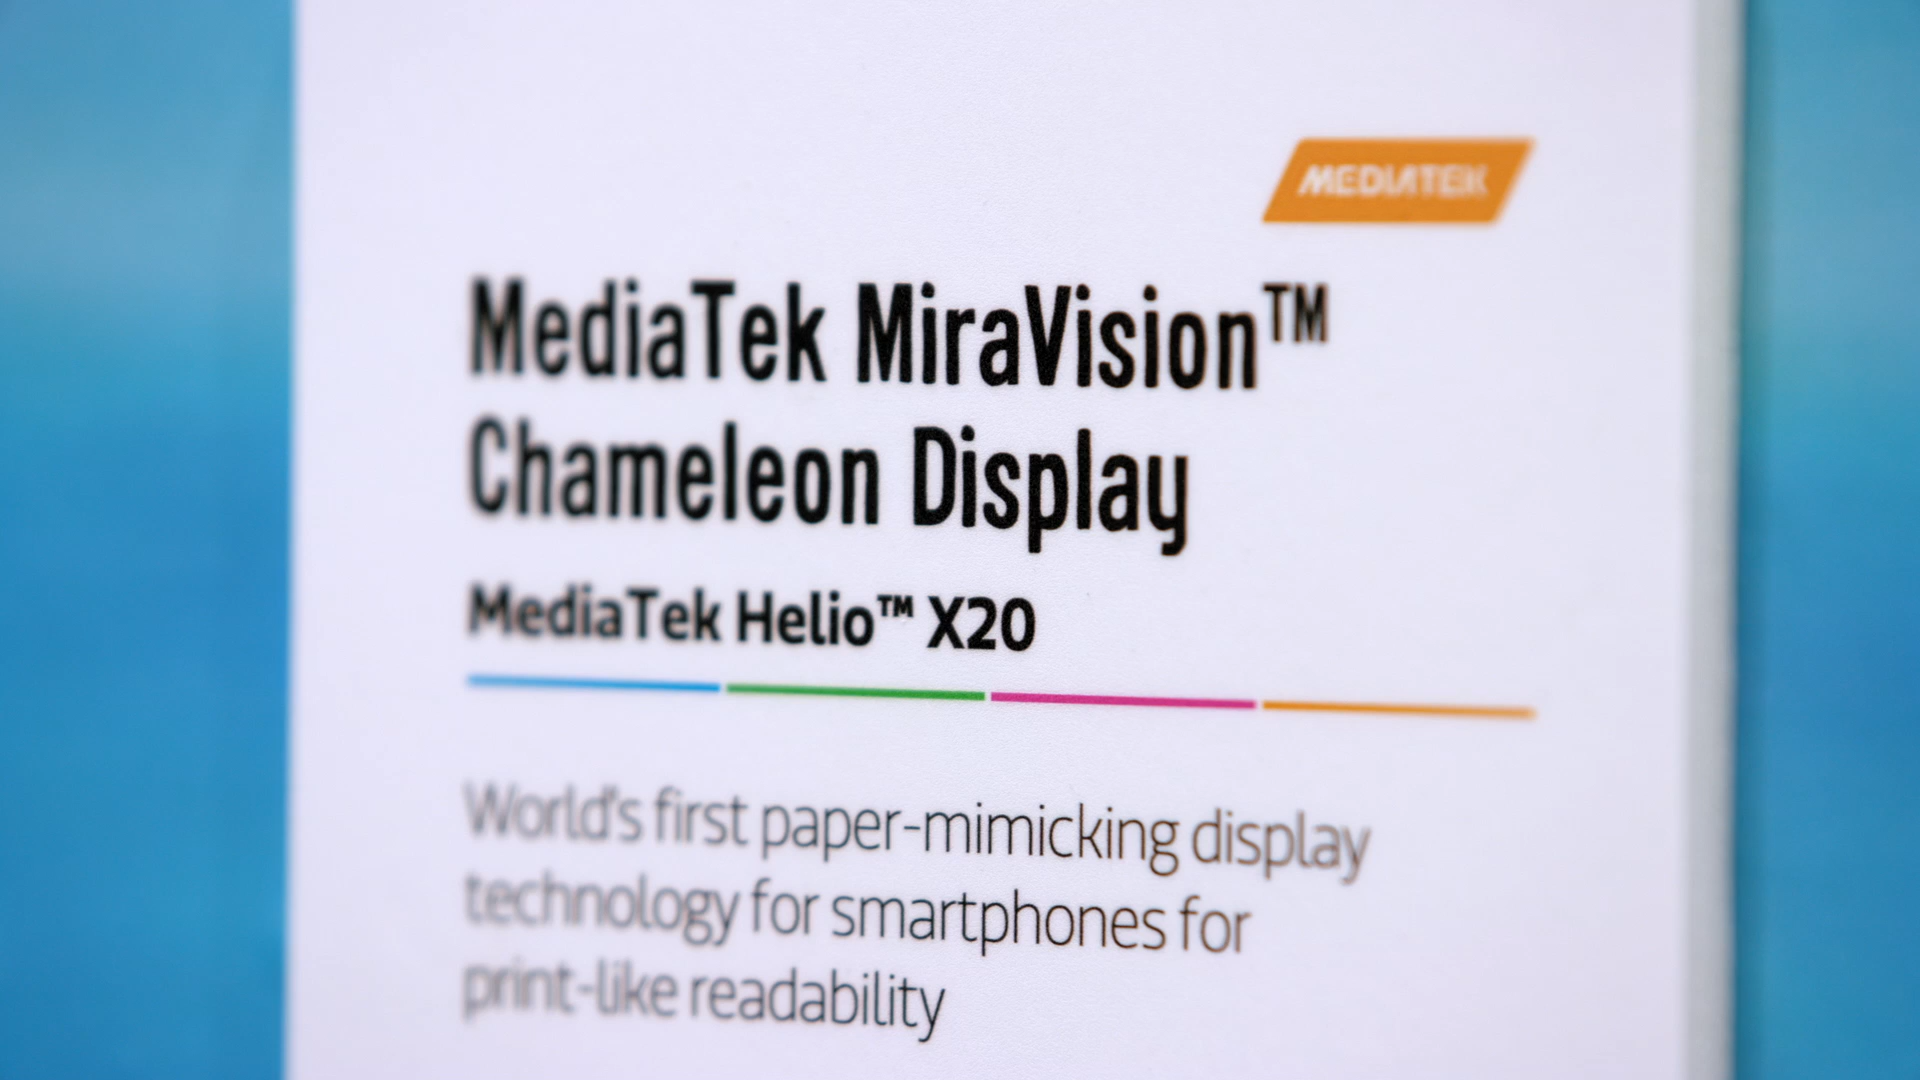 MEDIATEK
MediaTek MiraVision™
Chameleon Display
MediaTek Helio™ X20
World's first paper-mimicking display
technology for smartphones for
print-like readability